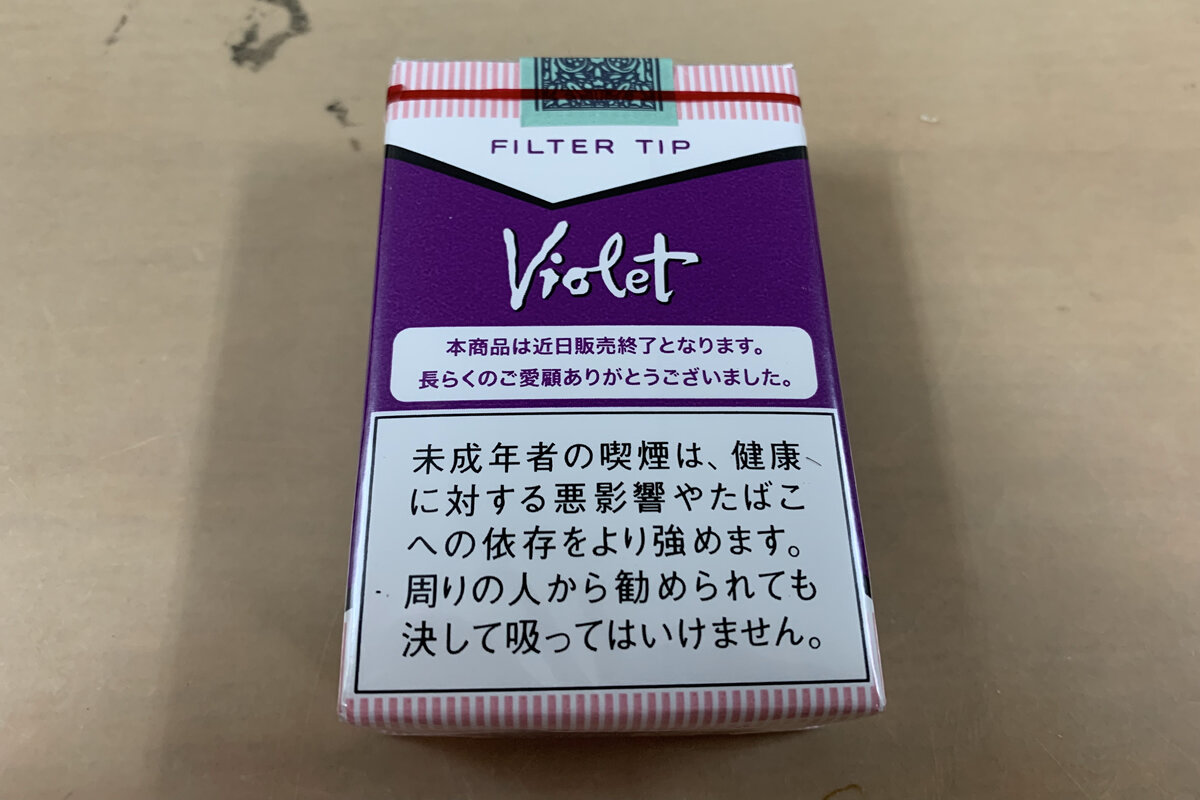 FILTER TIP
Violet
本商品は近日販売終了となります。
長らくのご愛顧ありがとうございました。
未成年者の喫煙は、健康
に対する悪影響やたばこ
への依存をより強めます。
周りの人から勧められても
決して吸ってはいけません。